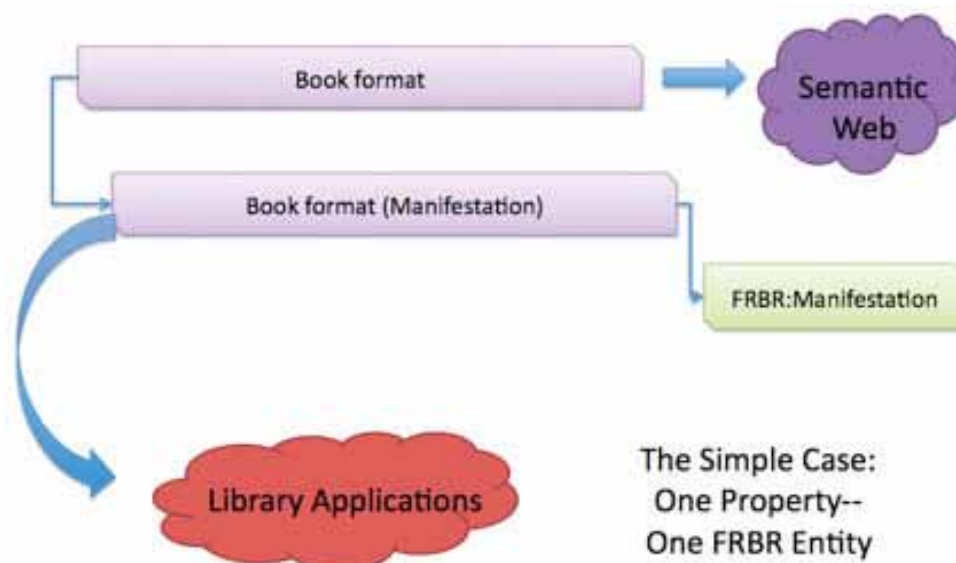 Book format
Semantic
Web
Book format (Manifestation)
FRBR:Manifestation
Library Applications
The Simple Case:
One Property--
One FRBR Entity